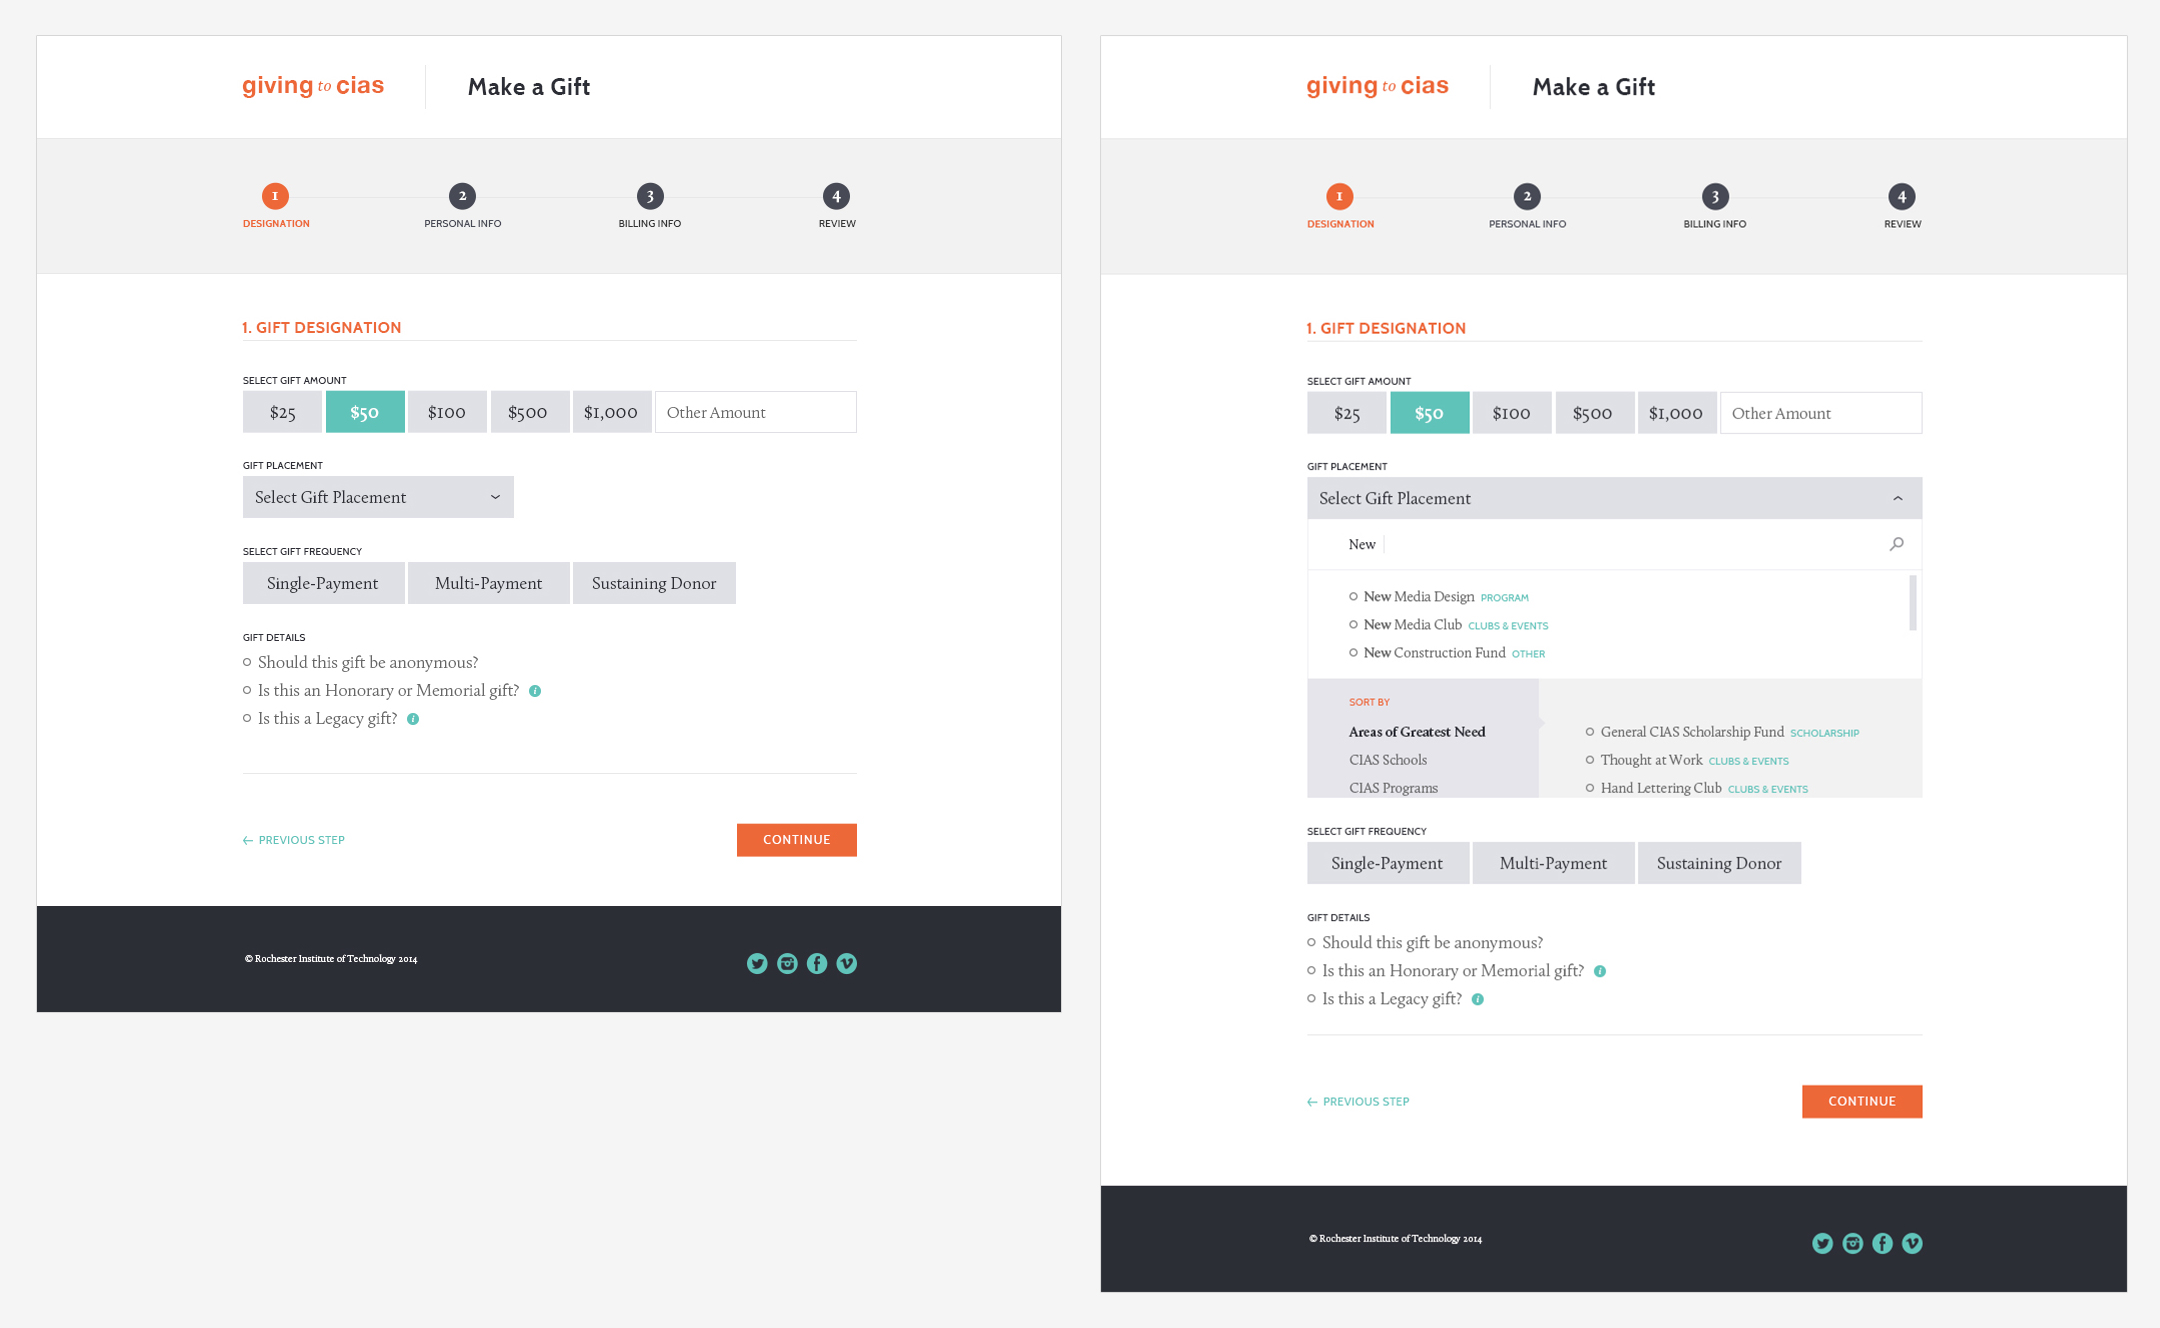 giving to cias
Make a Gift
1
2
3
4
DESIGNATION
PERSONAL INFO
BILLING INFO
REVIEW
1. GIFT DESIGNATION
SELECT GIFT AMOUNT
$25 $50 $100 $500 $1,000 Other Amount
GIFT PLACEMENT
Select Gift Placement
SELECT GIFT FREQUENCY
Single-Payment Multi-Payment Sustaining Donor
GIFT DETAILS
Should this gift be anonymous?
Is this an Honorary or Memorial gift? i
Is this a Legacy gift? i
← PREVIOUS STEP
CONTINUE
© Rochester Institute of Technology 2014
giving to cias
Make a Gift
1
2
3
4
DESIGNATION
PERSONAL INFO
BILLING INFO
REVIEW
1. GIFT DESIGNATION
SELECT GIFT AMOUNT
$25 $50 $100 $500 $1,000 Other Amount
GIFT PLACEMENT
Select Gift Placement
New
New Media Design PROGRAM
New Media Club CLUBS & EVENTS
New Construction Fund OTHER
SORT BY
Areas of Greatest Need
CIAS Schools
CIAS Programs
General CIAS Scholarship Fund SCHOLARSHIP
Thought at Work CLUBS & EVENTS
Hand Lettering Club CLUBS & EVENTS
SELECT GIFT FREQUENCY
Single-Payment Multi-Payment Sustaining Donor
GIFT DETAILS
Should this gift be anonymous?
Is this an Honorary or Memorial gift? i
Is this a Legacy gift? i
← PREVIOUS STEP
CONTINUE
© Rochester Institute of Technology 2014